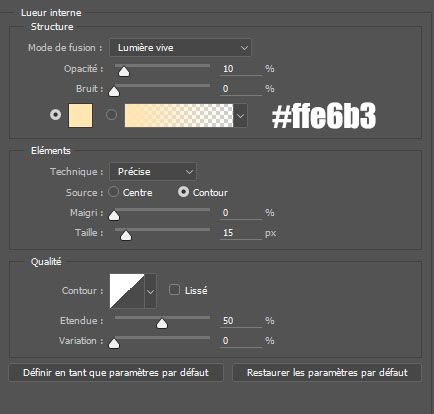 Lueur interne
Structure
Mode de fusion : Lumière vive
Opacité : 10 %
Bruit : 0 %
#ffe6b3
Eléments
Technique : Précise
Source : Centre Contour
Maigri : 0 %
Taille : 15 px
Qualité
Contour : Lissé
Etendue : 50 %
Variation : 0 %
Définir en tant que paramètres par défaut Restaurer les paramètres par défaut